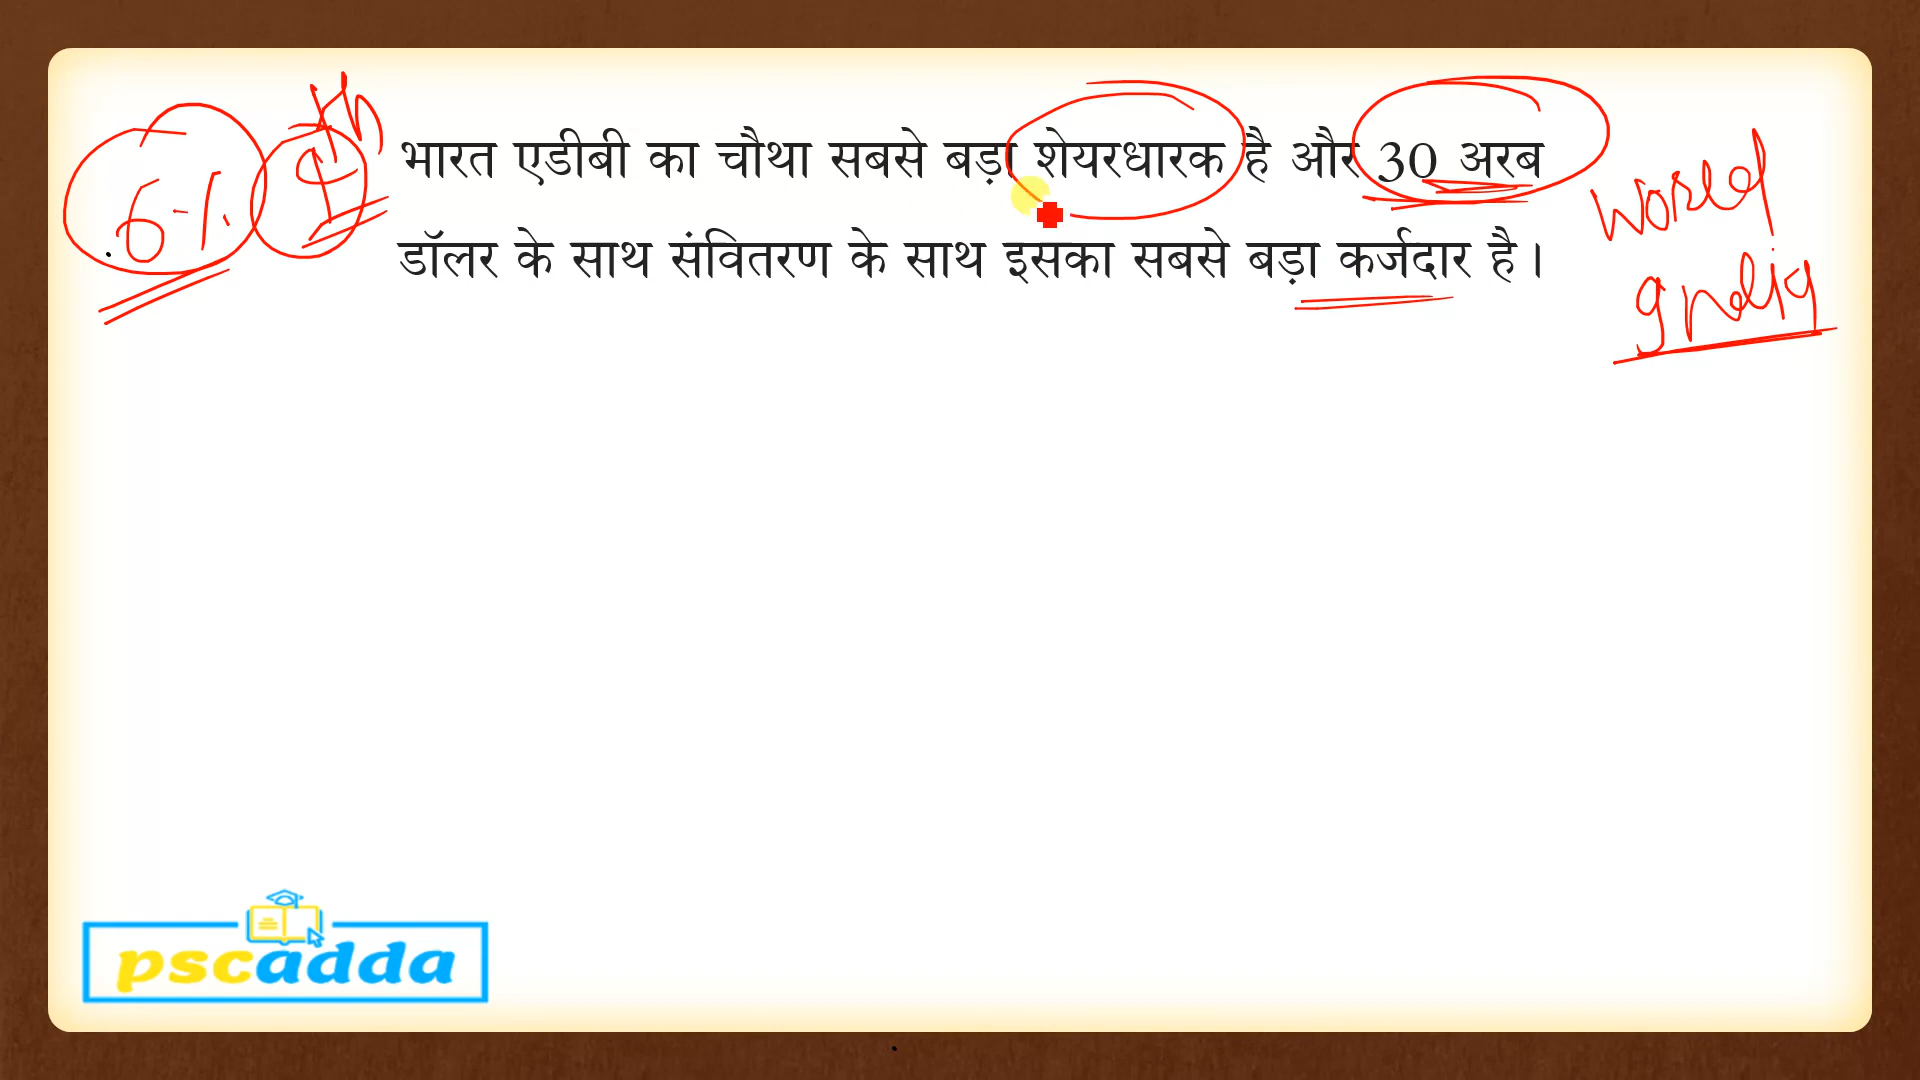 भारत एडीबी का चौथा सबसे बड़ा शेयरधारक है और 30 अरब
डॉलर के साथ संवितरण के साथ इसका सबसे बड़ा कर्जदार है।
6%
4th
World
India
pscadda